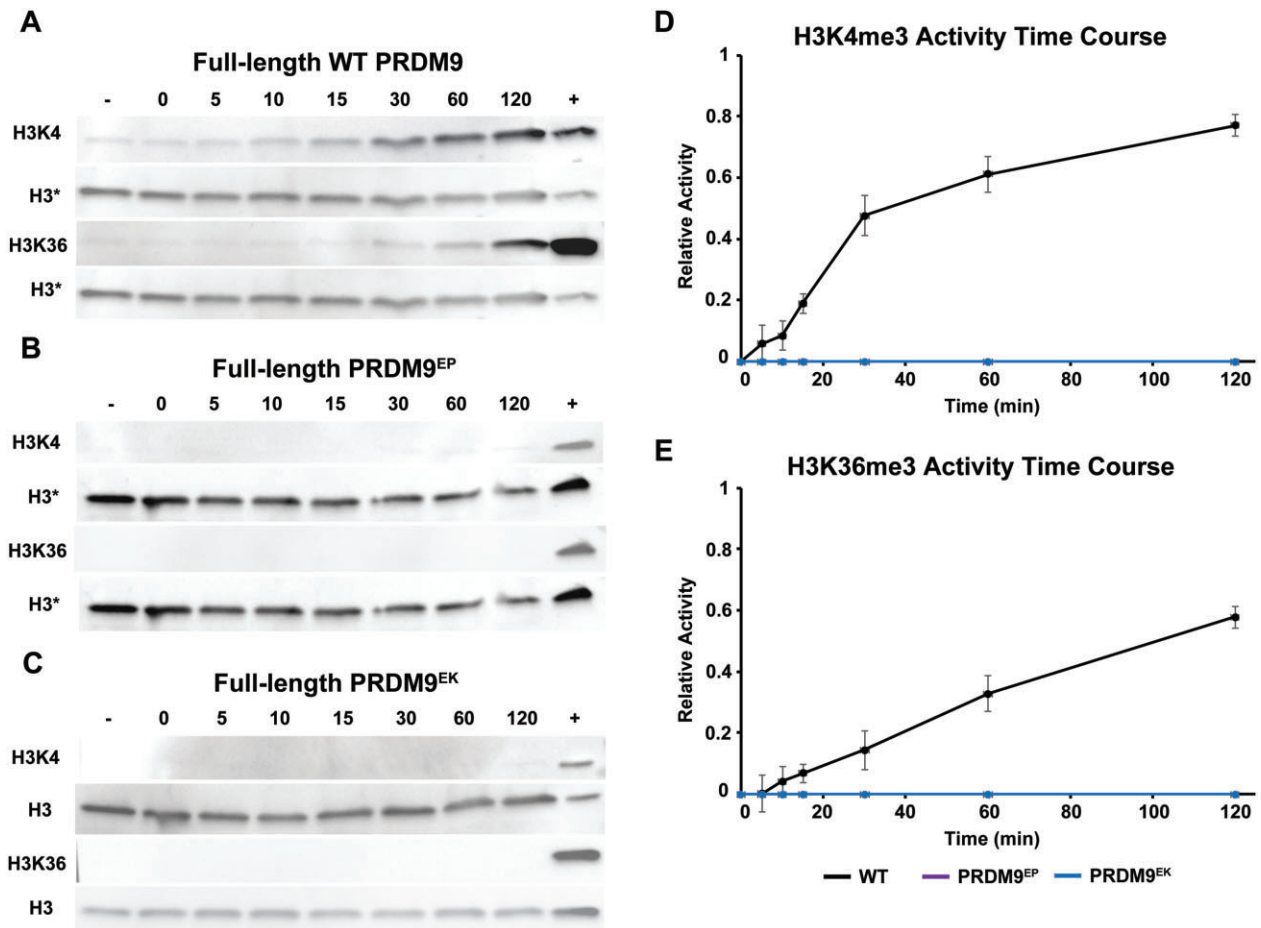 A
Full-length WT PRDM9
- 0 5 10 15 30 60 120 +
H3K4
H3*
H3K36
H3*
B
Full-length PRDM9EP
- 0 5 10 15 30 60 120 +
H3K4
H3*
H3K36
H3*
C
Full-length PRDM9EK
- 0 5 10 15 30 60 120 +
H3K4
H3
H3K36
H3
D
H3K4me3 Activity Time Course
Relative Activity
1
0.8
0.6
0.4
0.2
0
0 20 40 60 80 100 120
Time (min)
E
H3K36me3 Activity Time Course
Relative Activity
1
0.8
0.6
0.4
0.2
0
0 20 40 60 80 100 120
Time (min)
WT PRDM9EP PRDM9EK